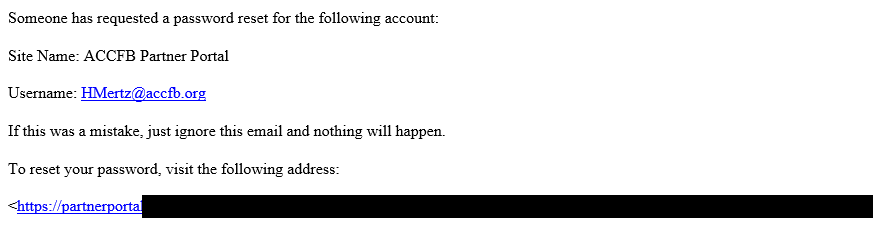 Someone has requested a password reset for the following account:
Site Name: ACCFB Partner Portal
Username: HMertz@accfb.org
If this was a mistake, just ignore this email and nothing will happen.
To reset your password, visit the following address:
<https://partnerportal